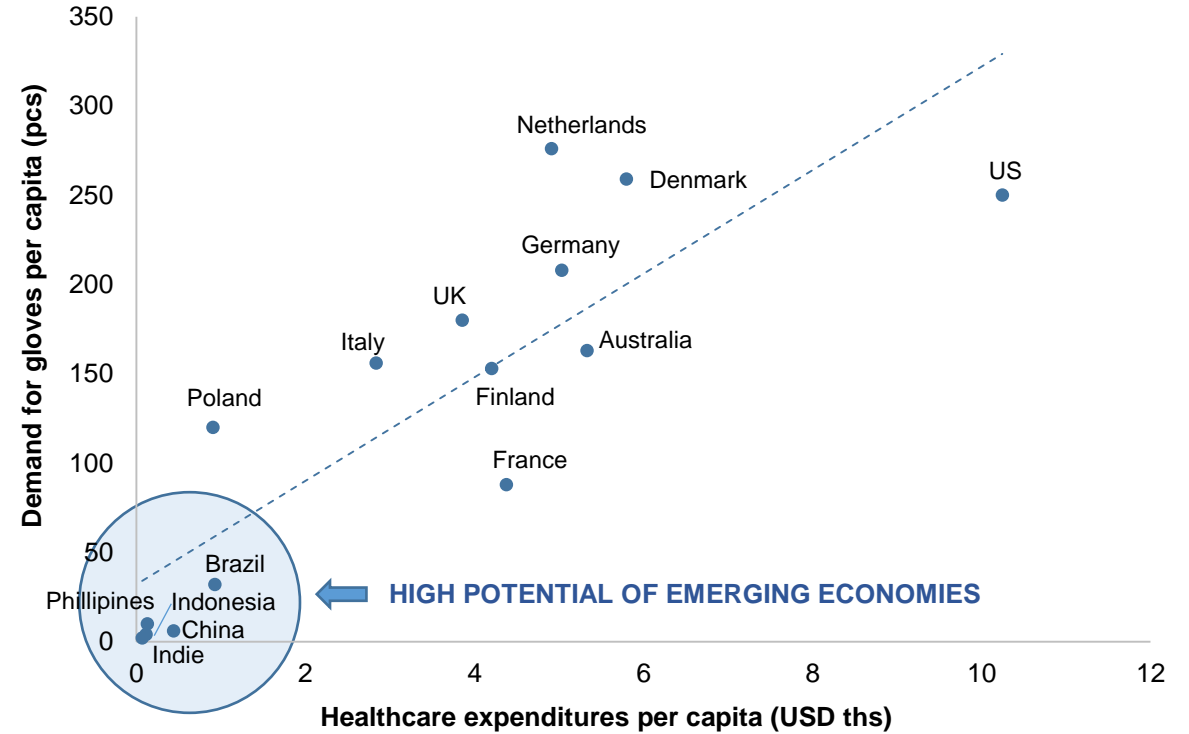 Demand for gloves per capita (pcs)
350
300
250
200
150
100
50
0
Netherlands
Denmark
US
Germany
UK
Italy
Australia
Finland
Poland
France
Brazil
Phillipines
Indonesia
China
Indie
HIGH POTENTIAL OF EMERGING ECONOMIES
0 2 4 6 8 10 12
Healthcare expenditures per capita (USD ths)